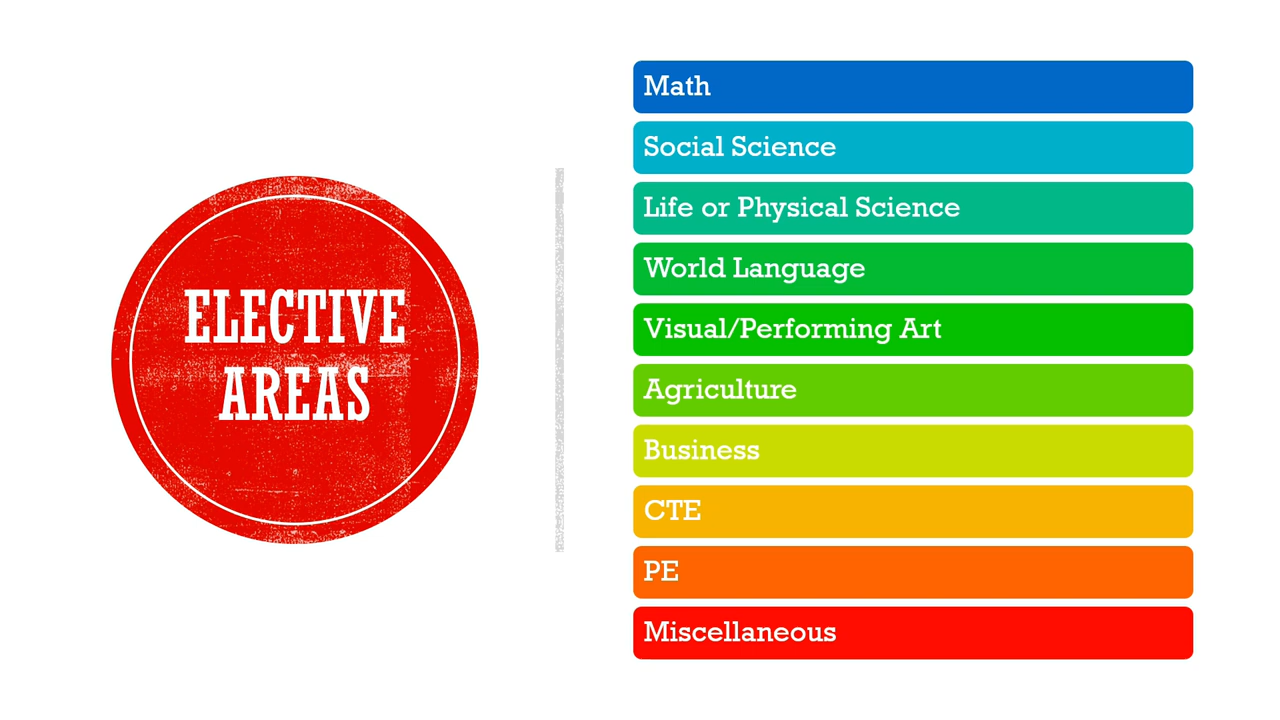 ELECTIVE
AREAS
Math
Social Science
Life or Physical Science
World Language
Visual/Performing Art
Agriculture
Business
CTE
PE
Miscellaneous